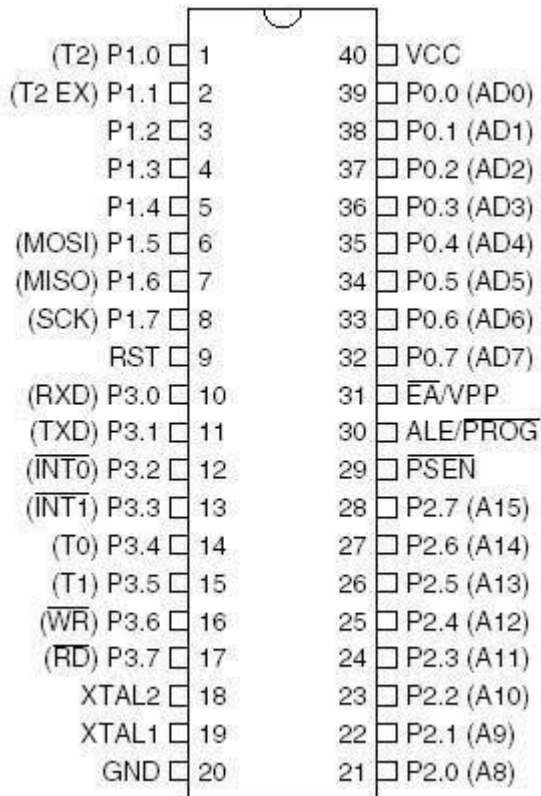 (T2) P1.0 1 40 VCC
(T2 EX) P1.1 2 39 P0.0 (AD0)
P1.2 3 38 P0.1 (AD1)
P1.3 4 37 P0.2 (AD2)
P1.4 5 36 P0.3 (AD3)
(MOSI) P1.5 6 35 P0.4 (AD4)
(MISO) P1.6 7 34 P0.5 (AD5)
(SCK) P1.7 8 33 P0.6 (AD6)
RST 9 32 P0.7 (AD7)
(RXD) P3.0 10 31 E̅A̅/VPP
(TXD) P3.1 11 30 ALE/P̅R̅O̅G̅
(I̅N̅T̅0̅) P3.2 12 29 P̅S̅E̅N̅
(I̅N̅T̅1̅) P3.3 13 28 P2.7 (A15)
(T0) P3.4 14 27 P2.6 (A14)
(T1) P3.5 15 26 P2.5 (A13)
(W̅R̅) P3.6 16 25 P2.4 (A12)
(R̅D̅) P3.7 17 24 P2.3 (A11)
XTAL2 18 23 P2.2 (A10)
XTAL1 19 22 P2.1 (A9)
GND 20 21 P2.0 (A8)